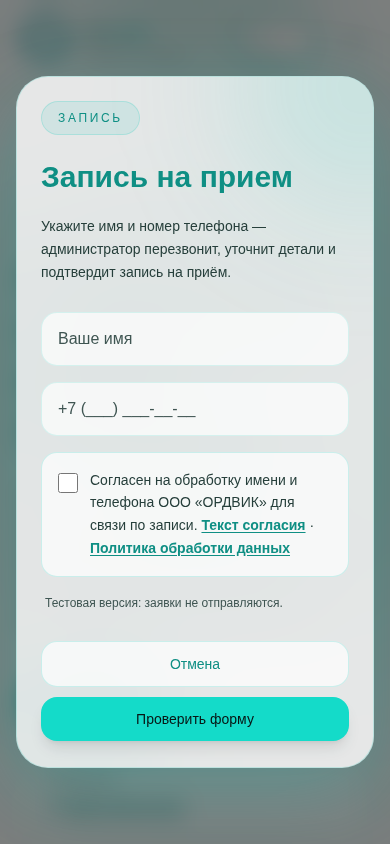 ЗАПИСЬ
Запись на прием
Укажите имя и номер телефона —
администратор перезвонит, уточнит детали и
подтвердит запись на приём.
Ваше имя
+7 (___) ___-__-__
Согласен на обработку имени и
телефона ООО «ОРДВИК» для
связи по записи. Текст согласия ·
Политика обработки данных
Тестовая версия: заявки не отправляются.
Отмена
Проверить форму